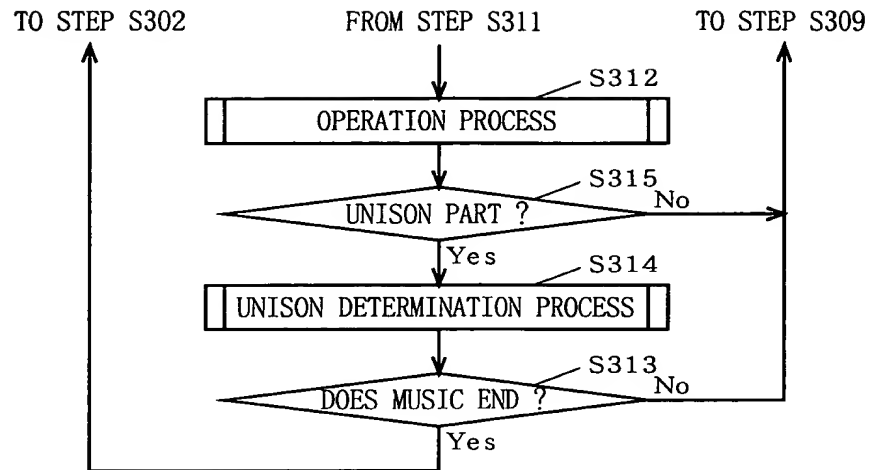 TO STEP S302 FROM STEP S311 TO STEP S309
S312
OPERATION PROCESS
S315
UNISON PART ?
No
Yes
S314
UNISON DETERMINATION PROCESS
S313
DOES MUSIC END ?
No
Yes